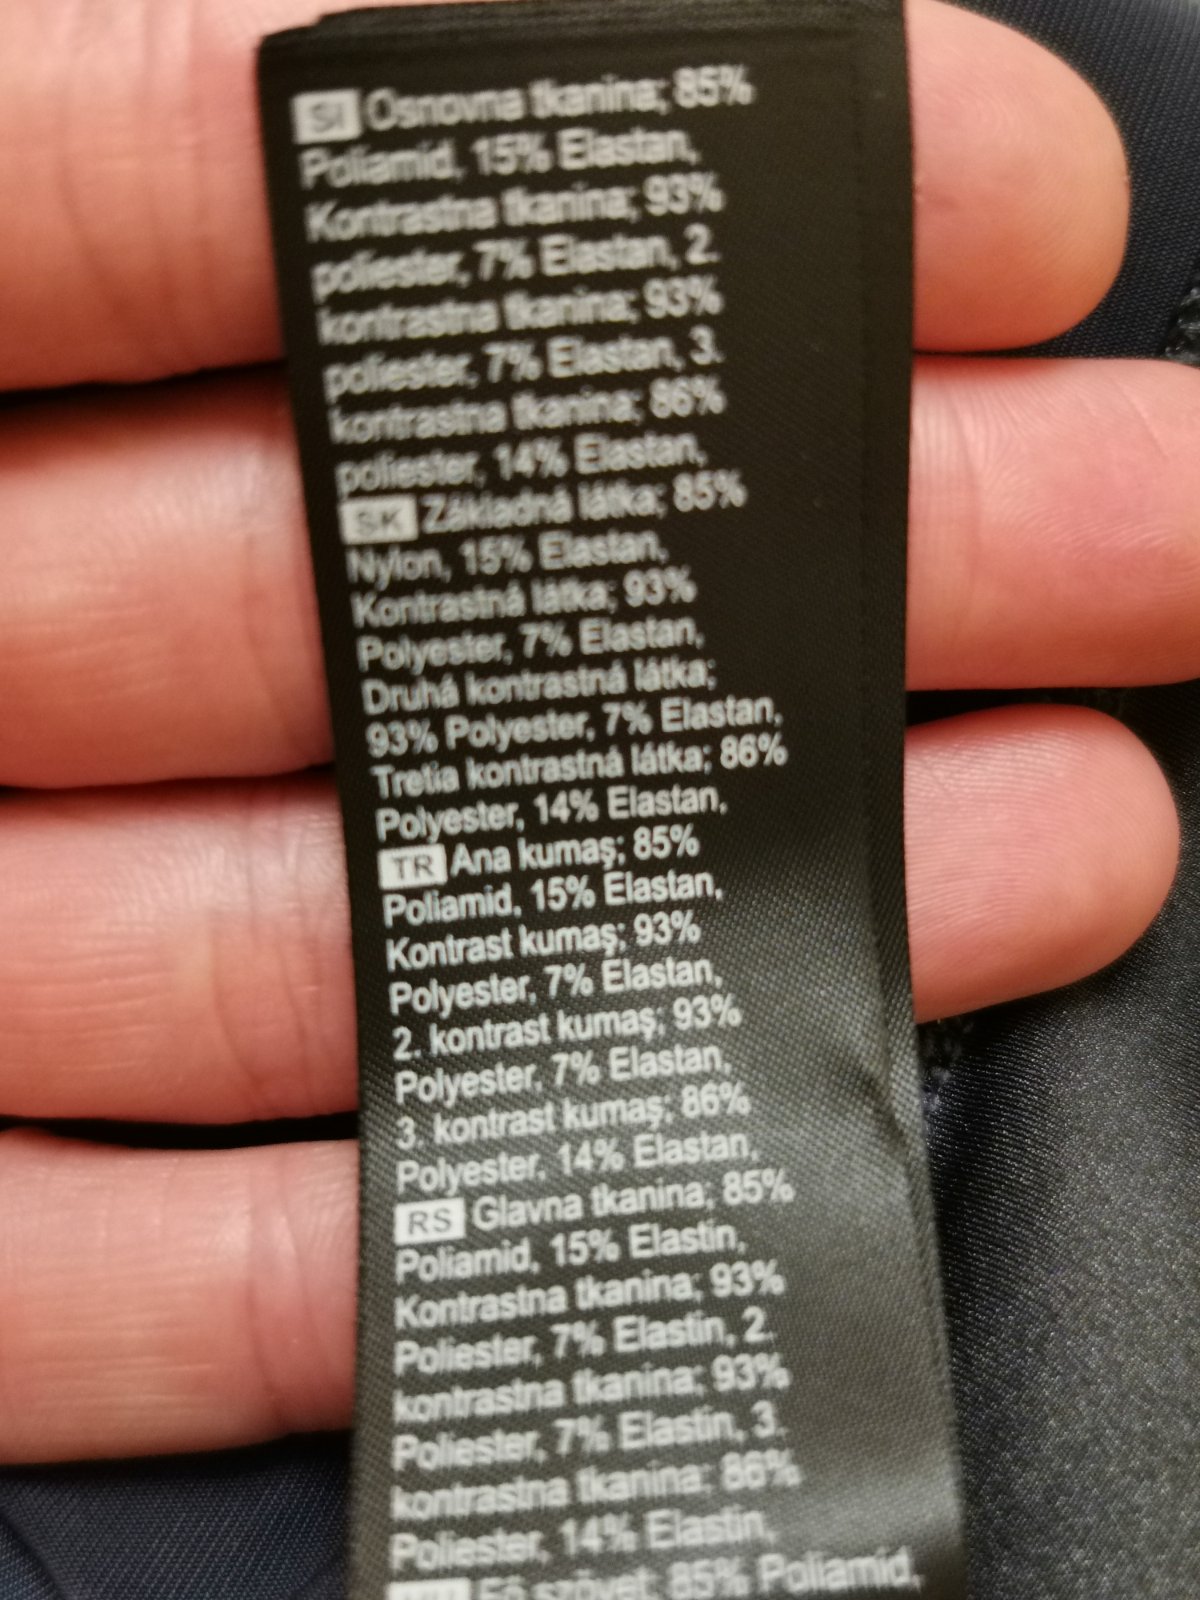 SI Osnovna tkanina; 85%
Poliamid, 15% Elastan,
Kontrastna tkanina; 93%
poliester, 7% Elastan, 2.
kontrastna tkanina; 93%
poliester, 7% Elastan, 3.
kontrastna tkanina; 86%
poliester, 14% Elastan,
SK Základná látka; 85%
Nylon, 15% Elastan,
Kontrastná látka; 93%
Polyester, 7% Elastan,
Druhá kontrastná látka;
93% Polyester, 7% Elastan,
Tretia kontrastná látka; 86%
Polyester, 14% Elastan,
TR Ana kumaş; 85%
Poliamid, 15% Elastan,
Kontrast kumaş; 93%
Polyester, 7% Elastan,
2. kontrast kumaş; 93%
Polyester, 7% Elastan,
3. kontrast kumaş; 86%
Polyester, 14% Elastan,
RS Glavna tkanina; 85%
Poliamid, 15% Elastin,
Kontrastna tkanina; 93%
Poliester, 7% Elastin, 2.
kontrastna tkanina; 93%
Poliester, 7% Elastin, 3.
kontrastna tkanina; 86%
Poliester, 14% Elastin,
Fő szövet; 85% Poliamid,